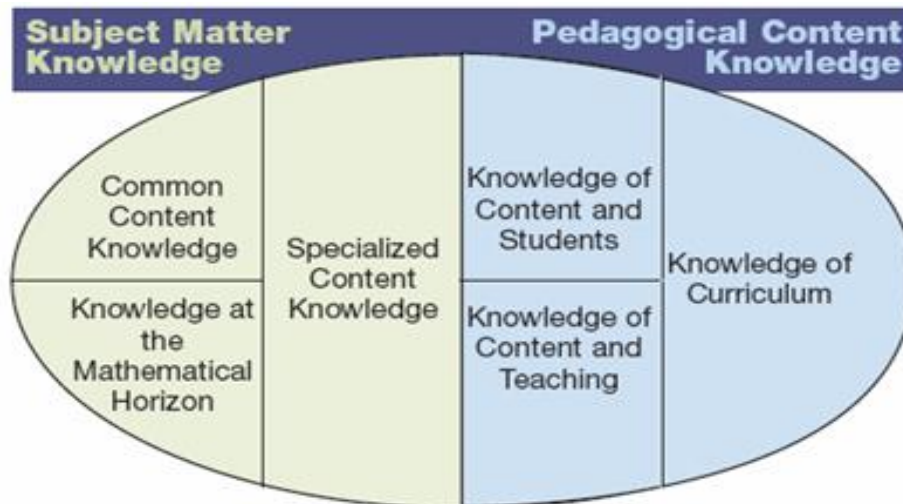 Subject Matter
Knowledge
Pedagogical Content
Knowledge
Common
Content
Knowledge
Knowledge at
the
Mathematical
Horizon
Specialized
Content
Knowledge
Knowledge of
Content and
Students
Knowledge of
Content and
Teaching
Knowledge of
Curriculum